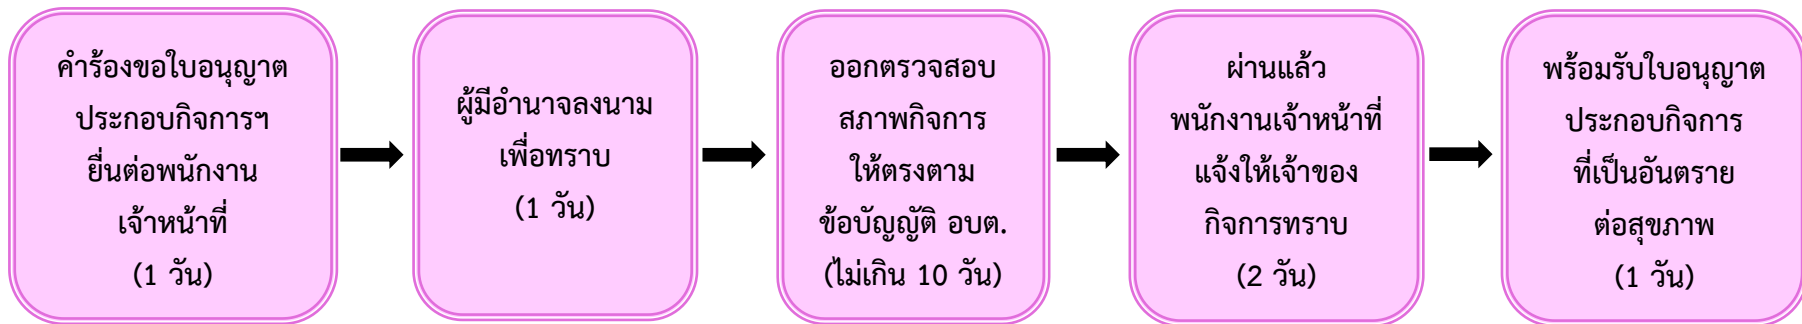 คำร้องขอใบอนุญาต
ประกอบกิจการฯ
ยื่นต่อพนักงาน
เจ้าหน้าที่
(1 วัน)
ผู้มีอำนาจลงนาม
เพื่อทราบ
(1 วัน)
ออกตรวจสอบ
สภาพกิจการ
ให้ตรงตาม
ข้อบัญญัติ อบต.
(ไม่เกิน 10 วัน)
ผ่านแล้ว
พนักงานเจ้าหน้าที่
แจ้งให้เจ้าของ
กิจการทราบ
(2 วัน)
พร้อมรับใบอนุญาต
ประกอบกิจการ
ที่เป็นอันตราย
ต่อสุขภาพ
(1 วัน)